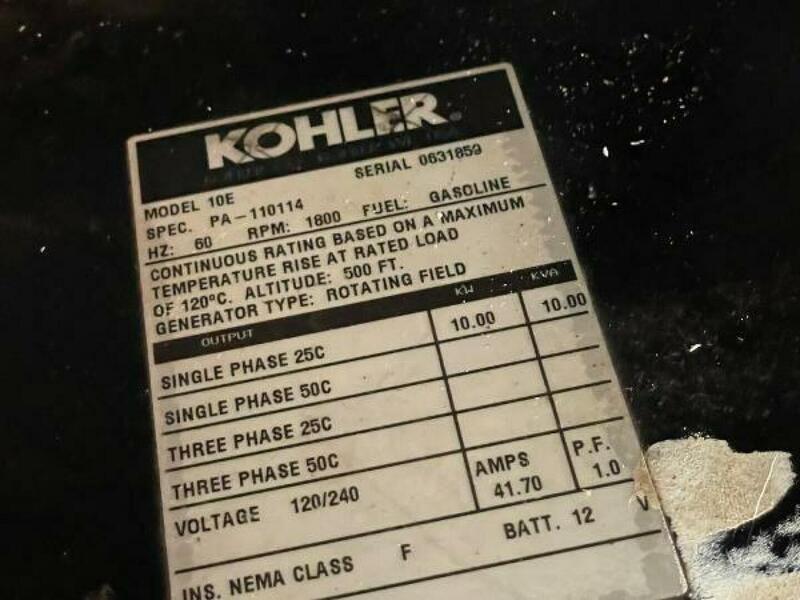 KOHLER®
SERIAL 0631859
MODEL 10E
SPEC. PA-110114
HZ: 60 RPM: 1800 FUEL: GASOLINE
CONTINUOUS RATING BASED ON A MAXIMUM
TEMPERATURE RISE AT RATED LOAD
OF 120°C. ALTITUDE: 500 FT.
GENERATOR TYPE: ROTATING FIELD
OUTPUT KW KVA
SINGLE PHASE 25C 10.00 10.00
SINGLE PHASE 50C
THREE PHASE 25C
THREE PHASE 50C
VOLTAGE 120/240 AMPS 41.70 P.F. 1.0
INS. NEMA CLASS F BATT. 12 V